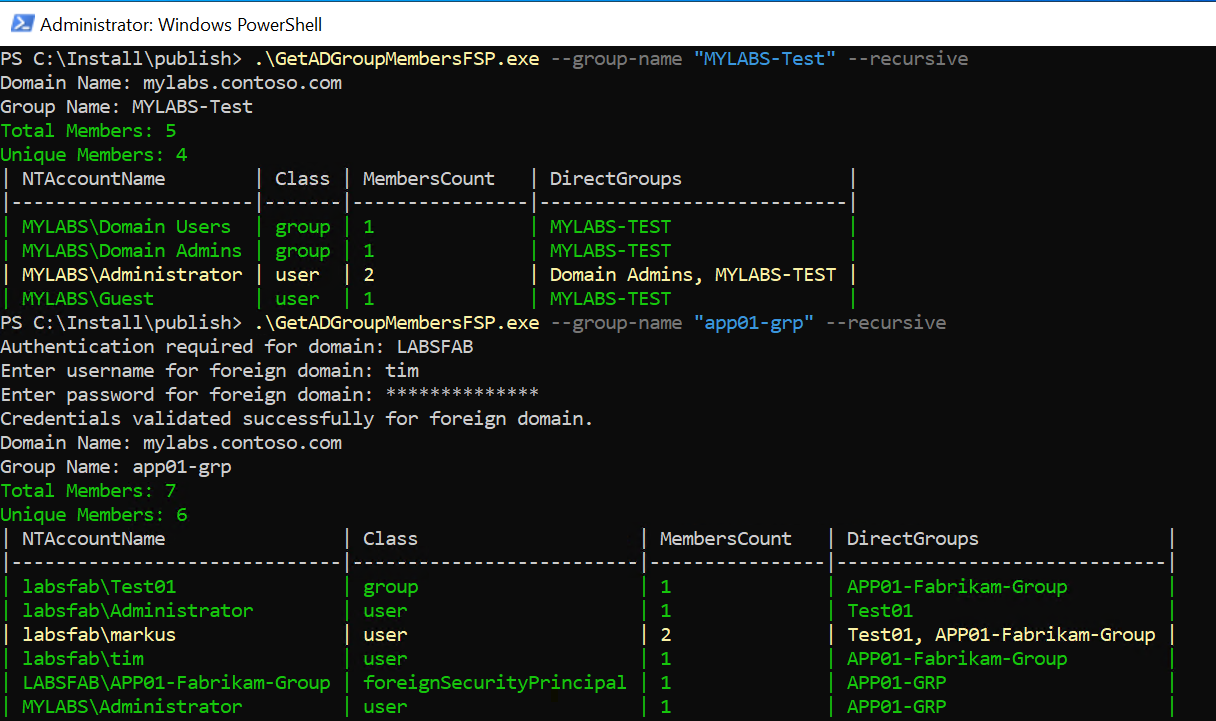 Administrator: Windows PowerShell
PS C:\Install\publish> .\GetADGroupMembersFSP.exe --group-name "MYLABS-Test" --recursive
Domain Name: mylabs.contoso.com
Group Name: MYLABS-Test
Total Members: 5
Unique Members: 4
| NTAccountName        | Class | MembersCount   | DirectGroups               |
|----------------------|-------|----------------|----------------------------|
| MYLABS\Domain Users  | group | 1              | MYLABS-TEST                |
| MYLABS\Domain Admins | group | 1              | MYLABS-TEST                |
| MYLABS\Administrator | user  | 2              | Domain Admins, MYLABS-TEST |
| MYLABS\Guest         | user  | 1              | MYLABS-TEST                |
PS C:\Install\publish> .\GetADGroupMembersFSP.exe --group-name "app01-grp" --recursive
Authentication required for domain: LABSFAB
Enter username for foreign domain: tim
Enter password for foreign domain: **************
Credentials validated successfully for foreign domain.
Domain Name: mylabs.contoso.com
Group Name: app01-grp
Total Members: 7
Unique Members: 6
| NTAccountName                | Class                    | MembersCount   | DirectGroups                 |
|------------------------------|--------------------------|----------------|------------------------------|
| labsfab\Test01               | group                    | 1              | APP01-Fabrikam-Group         |
| labsfab\Administrator        | user                     | 1              | Test01                       |
| labsfab\markus               | user                     | 2              | Test01, APP01-Fabrikam-Group |
| labsfab\tim                  | user                     | 1              | APP01-Fabrikam-Group         |
| LABSFAB\APP01-Fabrikam-Group | foreignSecurityPrincipal | 1              | APP01-GRP                    |
| MYLABS\Administrator         | user                     | 1              | APP01-GRP                    |